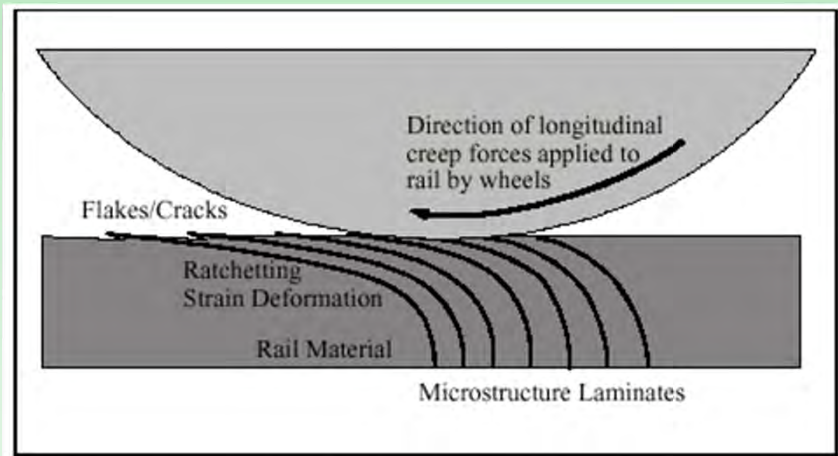 Direction of longitudinal
creep forces applied to
rail by wheels
Flakes/Cracks
Ratchetting
Strain Deformation
Rail Material
Microstructure Laminates